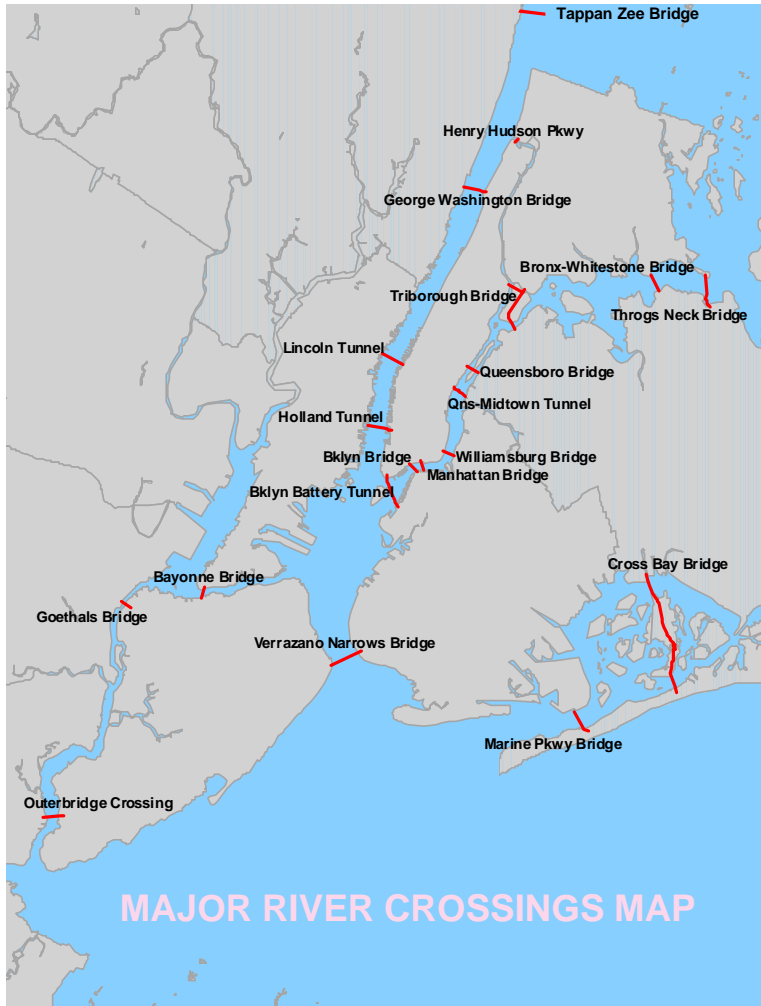 Tappan Zee Bridge
Henry Hudson Pkwy
George Washington Bridge
Bronx-Whitestone Bridge
Triborough Bridge
Throgs Neck Bridge
Lincoln Tunnel
Queensboro Bridge
Qns-Midtown Tunnel
Holland Tunnel
Bklyn Bridge
Williamsburg Bridge
Manhattan Bridge
Bklyn Battery Tunnel
Cross Bay Bridge
Bayonne Bridge
Goethals Bridge
Verrazano Narrows Bridge
Marine Pkwy Bridge
Outerbridge Crossing
MAJOR RIVER CROSSINGS MAP